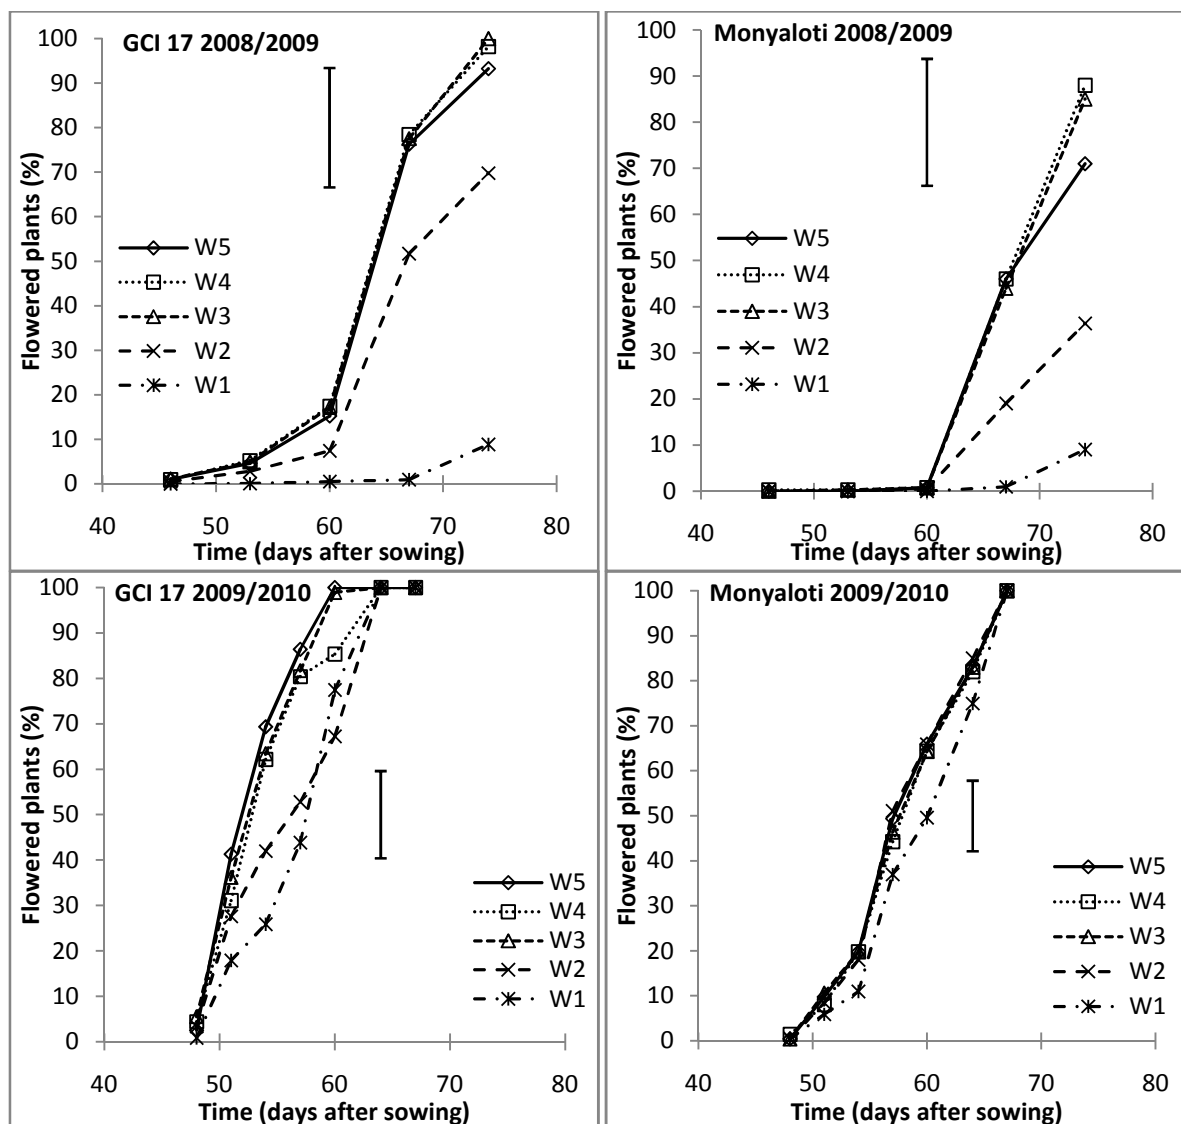 GCI 17 2008/2009
100
90
80
70
60
50
40
30
20
10
0
Flowered plants (%)
W5
W4
W3
W2
W1
40 50 60 70 80
Time (days after sowing)
Monyaloti 2008/2009
100
90
80
70
60
50
40
30
20
10
0
Flowered plants (%)
W5
W4
W3
W2
W1
40 50 60 70 80
Time (days after sowing)
GCI 17 2009/2010
100
90
80
70
60
50
40
30
20
10
0
Flowered plants (%)
W5
W4
W3
W2
W1
40 50 60 70 80
Time (days after sowing)
Monyaloti 2009/2010
100
90
80
70
60
50
40
30
20
10
0
Flowered plants (%)
W5
W4
W3
W2
W1
40 50 60 70 80
Time (days after sowing)